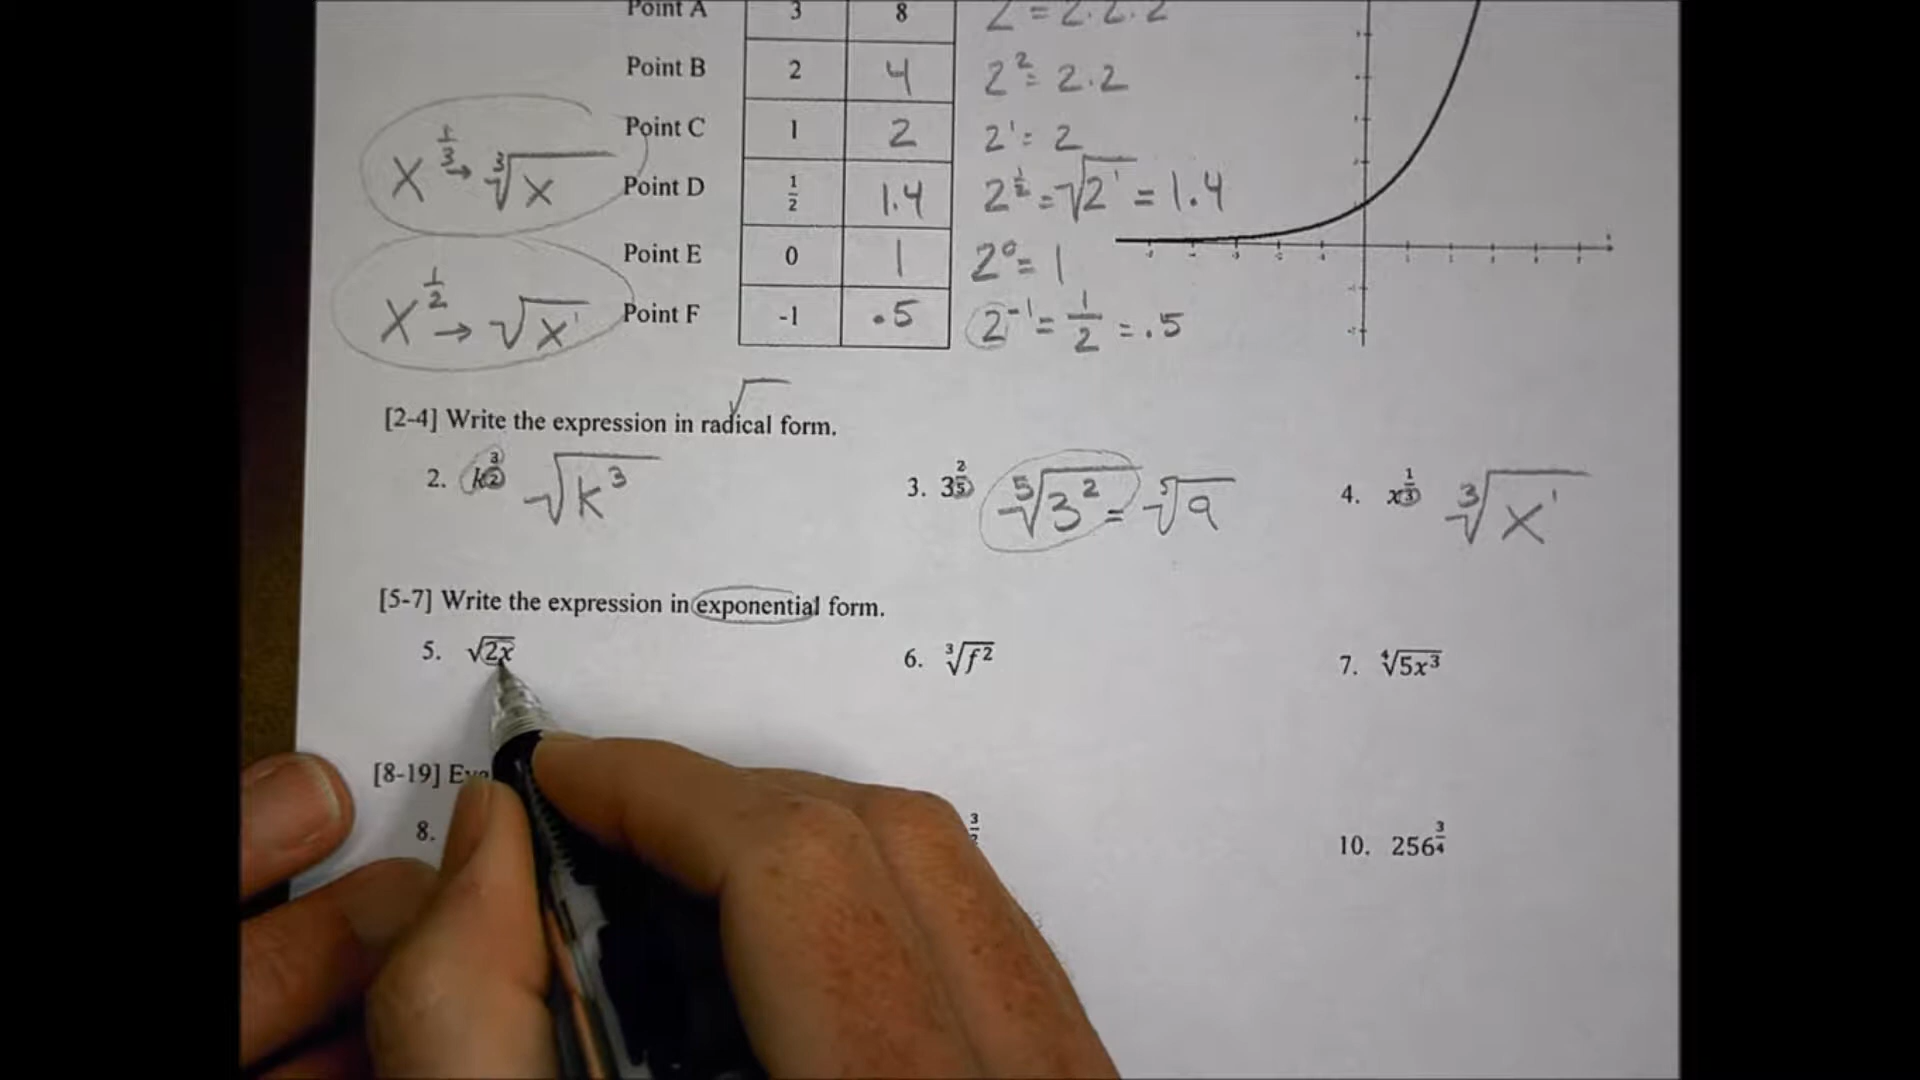 Point A 3 8 2 = 2.2.2
Point B 2 4 2² = 2.2
Point C 1 2 2¹ = 2
x^{1/3} → ∛x
Point D 1/2 1.4 2^{1/2} = √2¹ = 1.4
Point E 0 1 2⁰ = 1
x^{1/2} → √x¹
Point F -1 .5 2⁻¹ = 1/2 = .5
√
[2-4] Write the expression in radical form.
2. k^{3/2} √k³ 3. 3^{2/5} ⁵√3² = ⁵√9 4. x^{1/3} ³√x¹
[5-7] Write the expression in exponential form.
5. √2x 6. ³√f² 7. ⁴√5x³
[8-19]
8. 10. 256^{3/4}